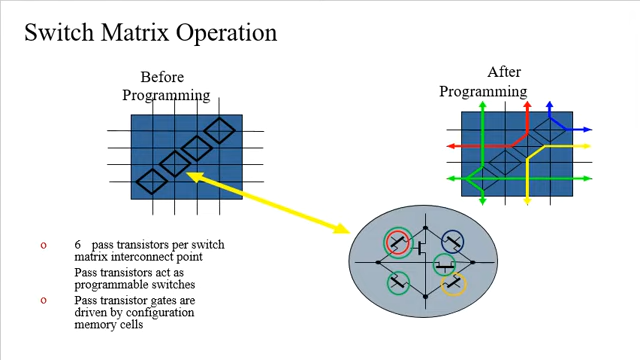 Switch Matrix Operation
Before
Programming
After
Programming
o 6 pass transistors per switch
matrix interconnect point
Pass transistors act as
programmable switches
o Pass transistor gates are
driven by configuration
memory cells